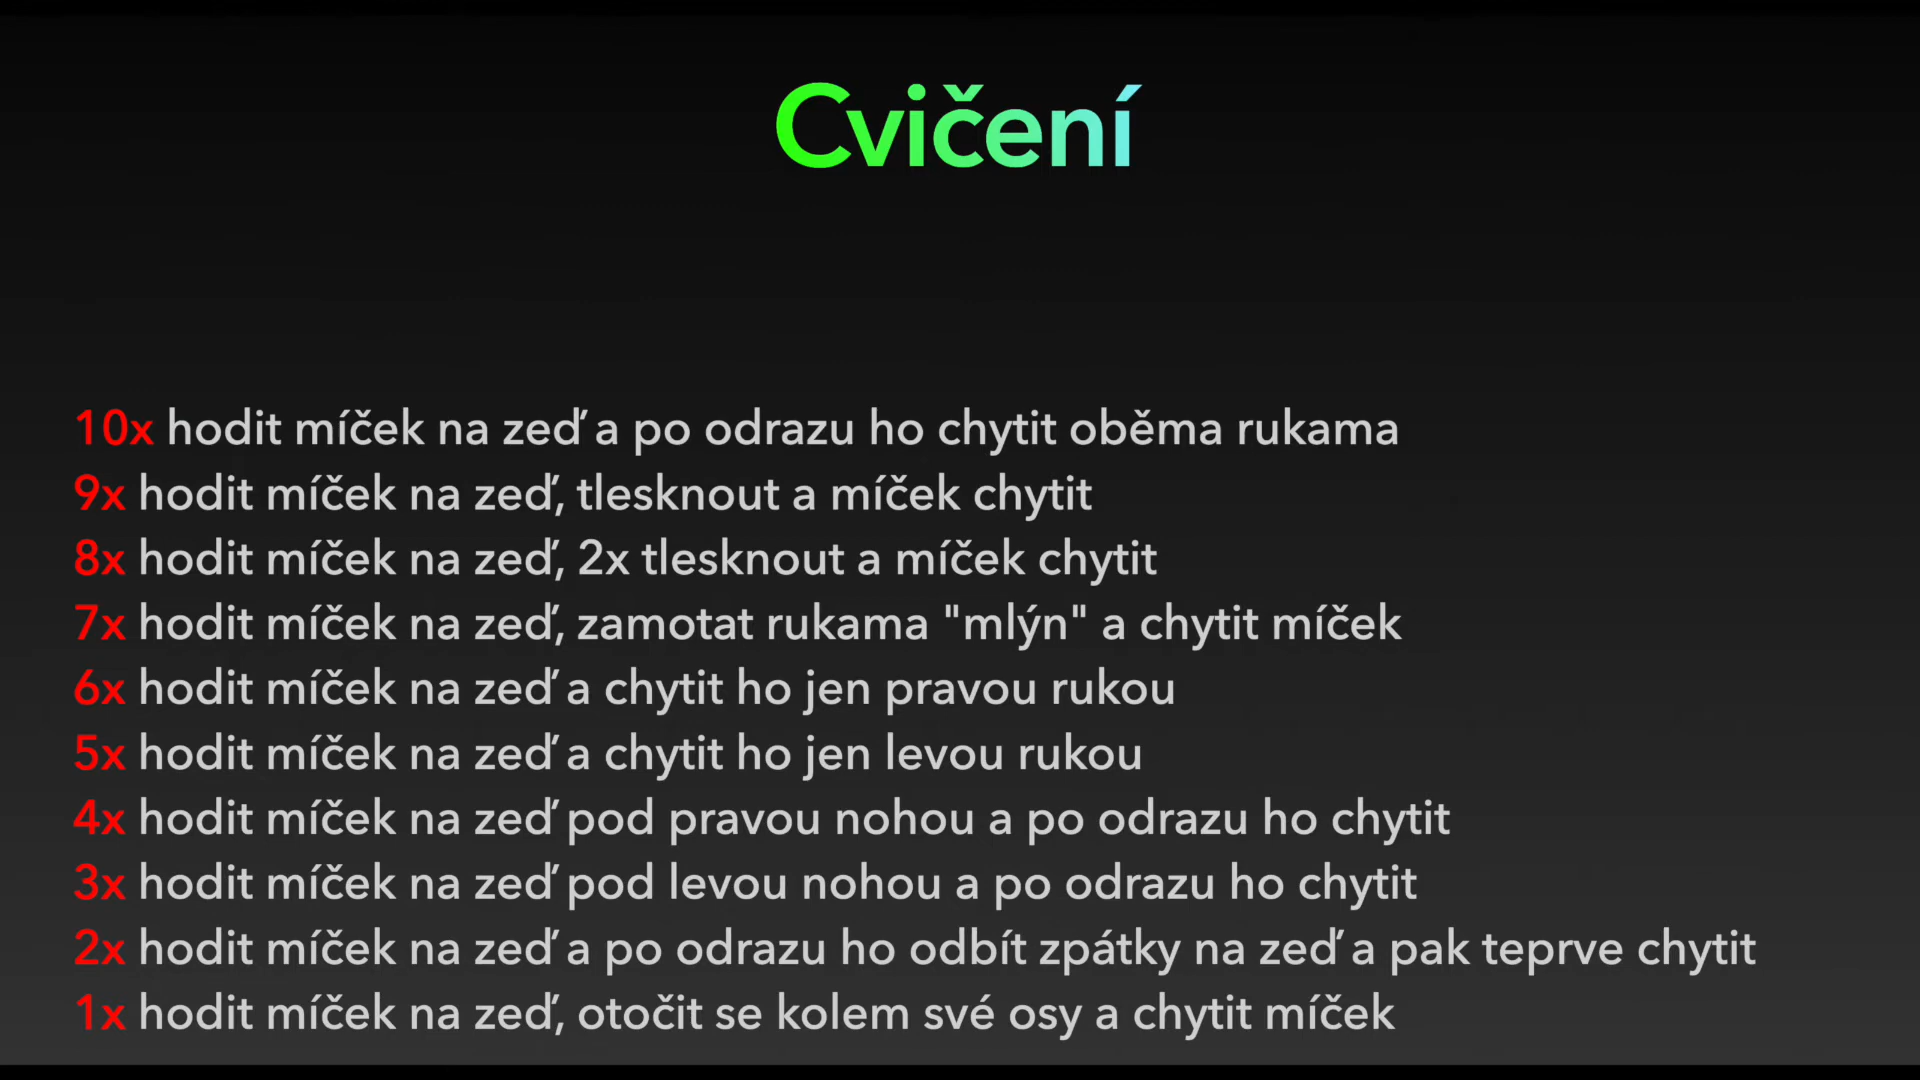 Cvičení
10x hodit míček na zeď a po odrazu ho chytit oběma rukama
9x hodit míček na zeď, tlesknout a míček chytit
8x hodit míček na zeď, 2x tlesknout a míček chytit
7x hodit míček na zeď, zamotat rukama "mlýn" a chytit míček
6x hodit míček na zeď a chytit ho jen pravou rukou
5x hodit míček na zeď a chytit ho jen levou rukou
4x hodit míček na zeď pod pravou nohou a po odrazu ho chytit
3x hodit míček na zeď pod levou nohou a po odrazu ho chytit
2x hodit míček na zeď a po odrazu ho odbít zpátky na zeď a pak teprve chytit
1x hodit míček na zeď, otočit se kolem své osy a chytit míček